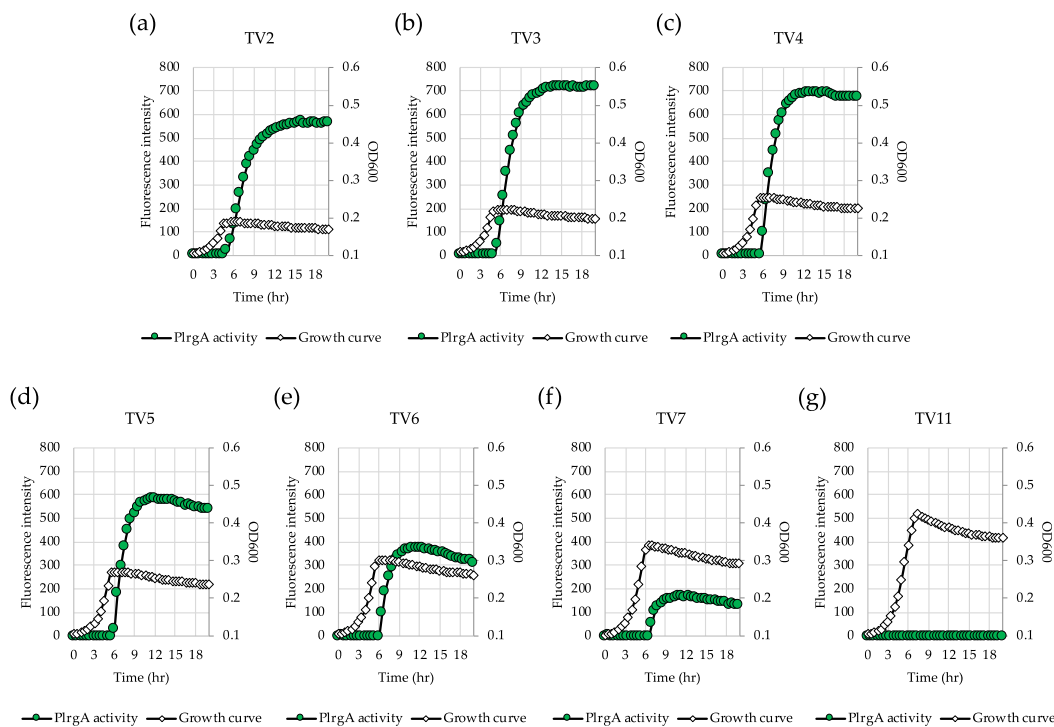 (a)
TV2
(b)
TV3
(c)
TV4
800
700
600
500
400
300
200
100
0
Fluorescence intensity
0.6
0.5
0.4
0.3
0.2
0.1
OD600
0 3 6 9 12 15 18
Time (hr)
800
700
600
500
400
300
200
100
0
Fluorescence intensity
0.6
0.5
0.4
0.3
0.2
0.1
OD600
0 3 6 9 12 15 18
Time (hr)
800
700
600
500
400
300
200
100
0
Fluorescence intensity
0.6
0.5
0.4
0.3
0.2
0.1
OD600
0 3 6 9 12 15 18
Time (hr)
PlrgA activity Growth curve PlrgA activity Growth curve PlrgA activity Growth curve
(d)
TV5
(e)
TV6
(f)
TV7
(g)
TV11
800
700
600
500
400
300
200
100
0
Fluorescence intensity
0.6
0.5
0.4
0.3
0.2
0.1
OD600
0 3 6 9 12 15 18
Time (hr)
800
700
600
500
400
300
200
100
0
Fluorescence intensity
0.6
0.5
0.4
0.3
0.2
0.1
OD600
0 3 6 9 12 15 18
Time (hr)
800
700
600
500
400
300
200
100
0
Fluorescence intensity
0.6
0.5
0.4
0.3
0.2
0.1
OD600
0 3 6 9 12 15 18
Time (hr)
800
700
600
500
400
300
200
100
0
Fluorescence intensity
0.6
0.5
0.4
0.3
0.2
0.1
OD600
0 3 6 9 12 15 18
Time (hr)
PlrgA activity Growth curve PlrgA activity Growth curve PlrgA activity Growth curve PlrgA activity Growth curve